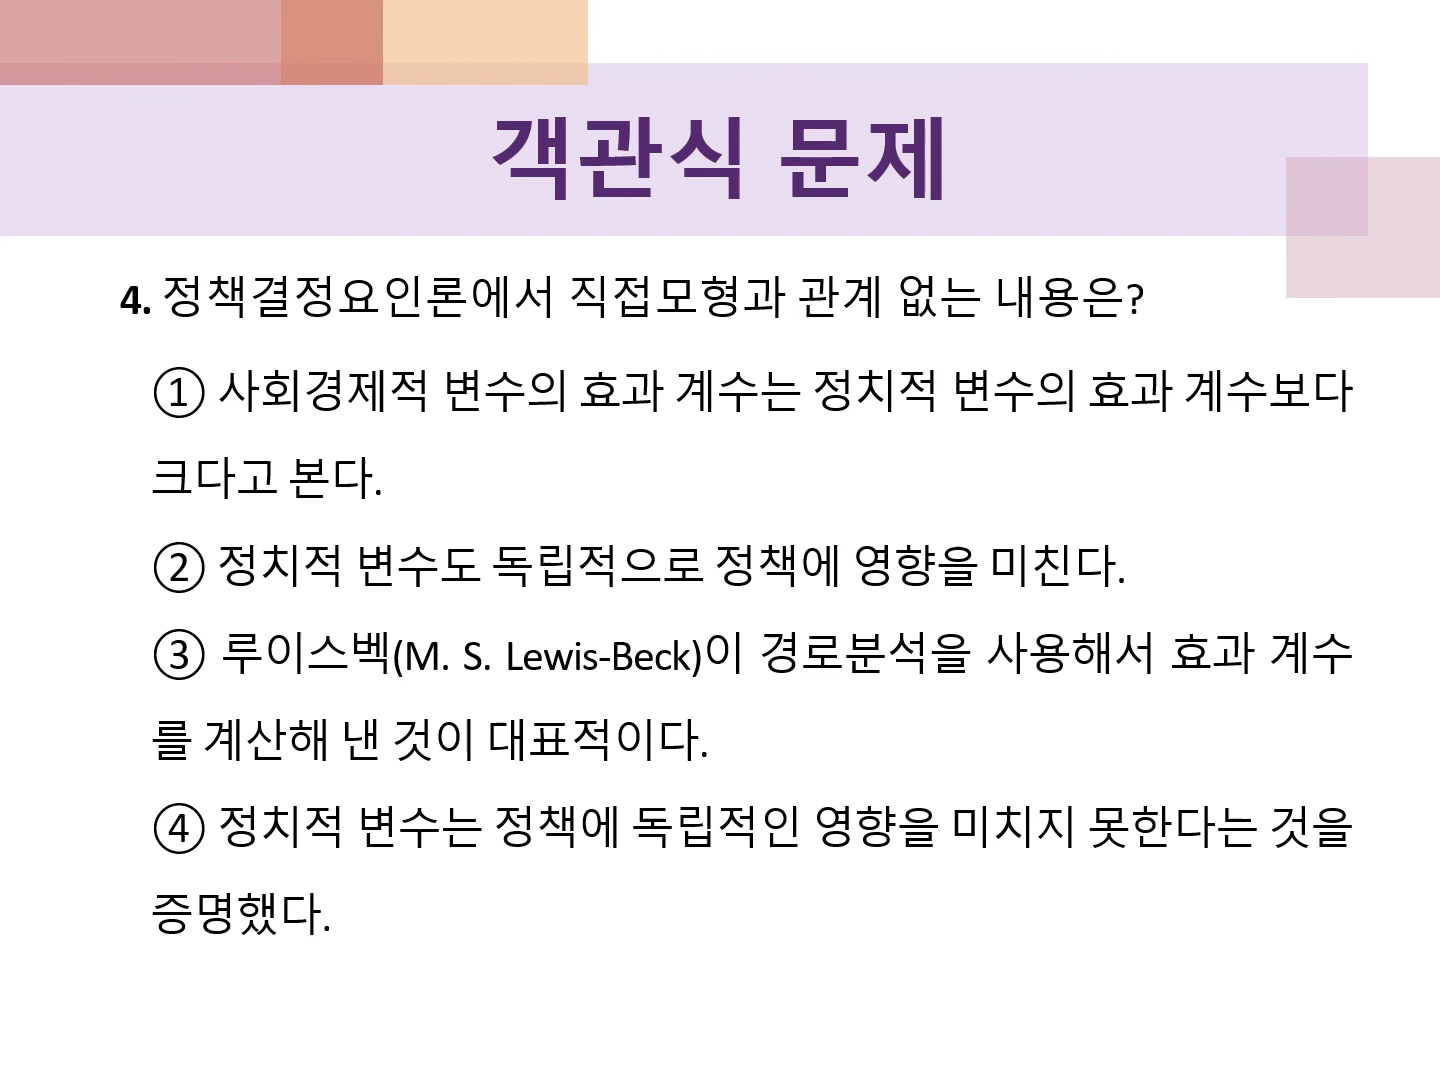 객관식 문제
4. 정책결정요인론에서 직접모형과 관계 없는 내용은?
① 사회경제적 변수의 효과 계수는 정치적 변수의 효과 계수보다
크다고 본다.
② 정치적 변수도 독립적으로 정책에 영향을 미친다.
③ 루이스벡(M. S. Lewis-Beck)이 경로분석을 사용해서 효과 계수
를 계산해 낸 것이 대표적이다.
④ 정치적 변수는 정책에 독립적인 영향을 미치지 못한다는 것을
증명했다.